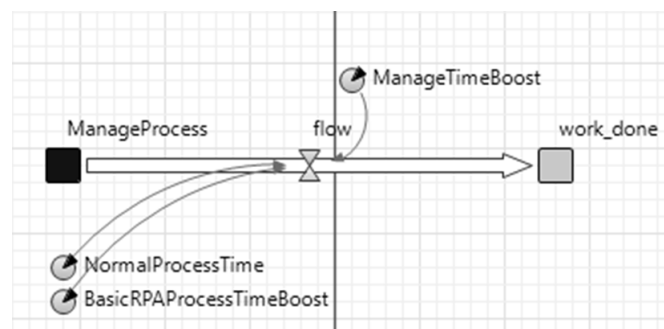 ManageTimeBoost
ManageProcess
flow
work_done
NormalProcessTime
BasicRPAProcessTimeBoost